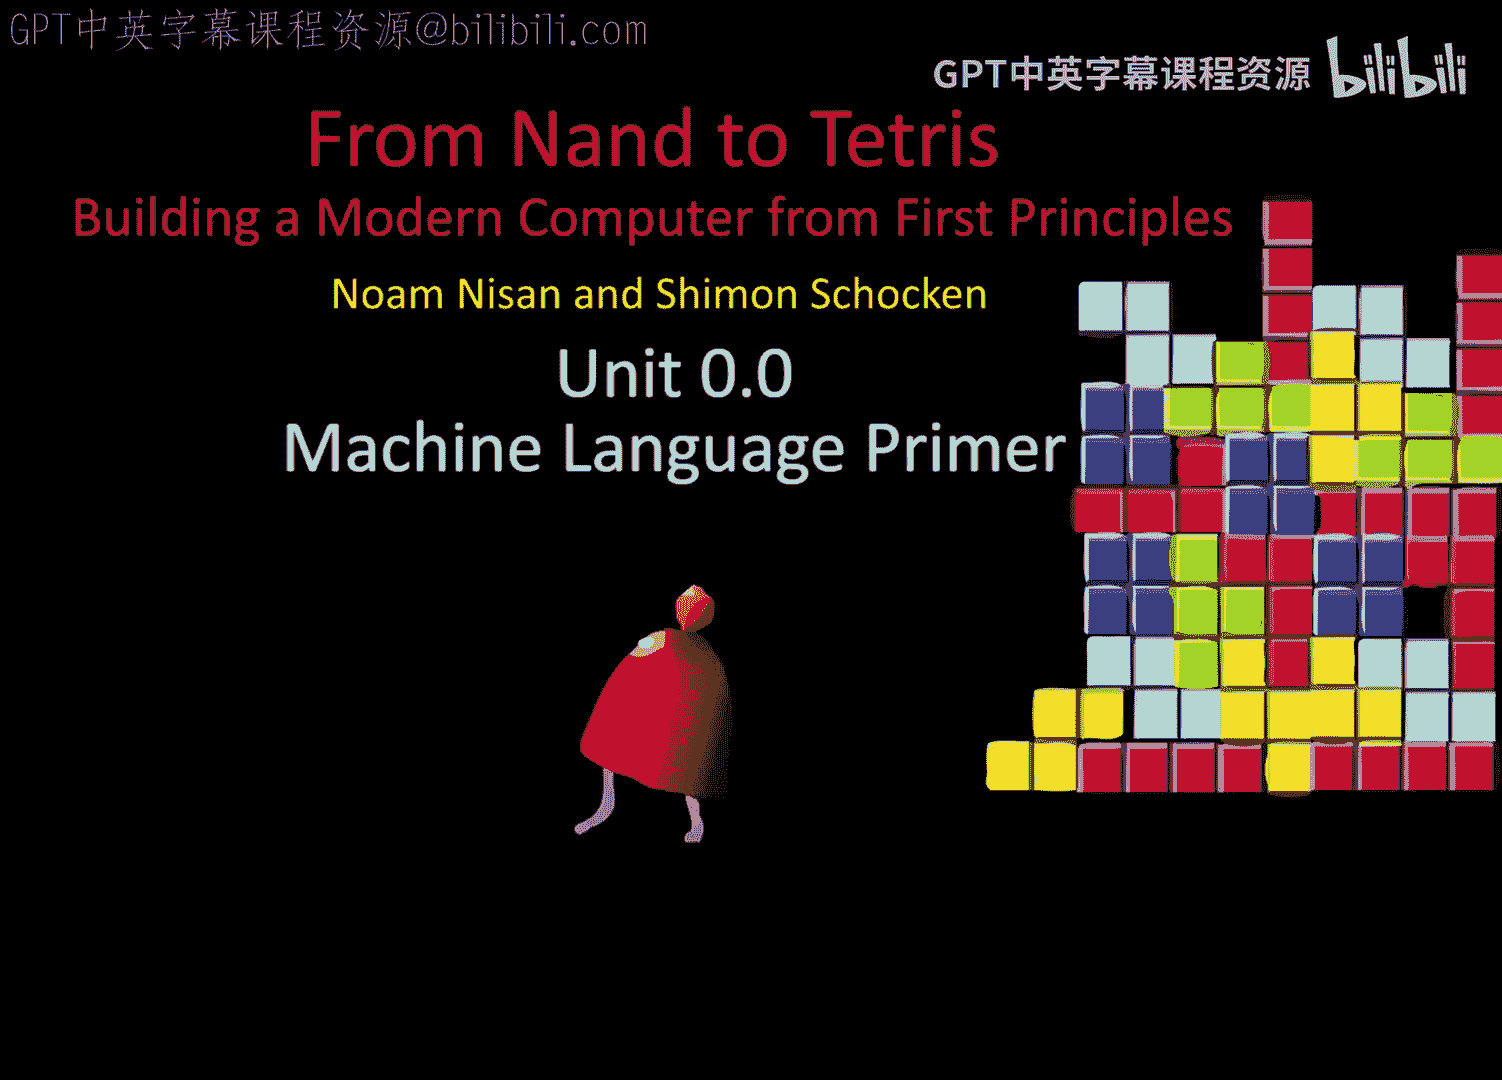 GPT中英字幕课程资源@bilibili.com
GPT中英字幕课程资源 bilibili
From Nand to Tetris
Building a Modern Computer from First Principles
Noam Nisan and Shimon Schocken
Unit 0.0
Machine Language Primer